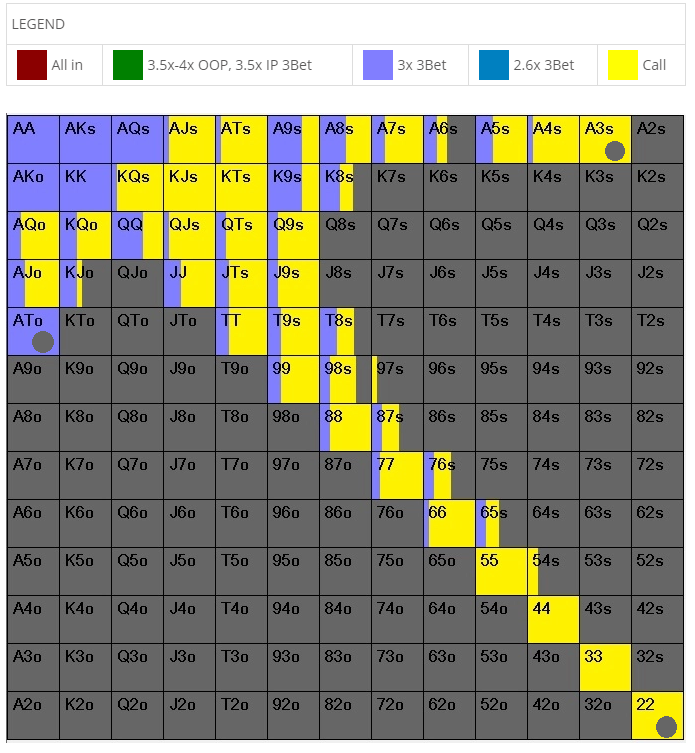 LEGEND
All in 3.5x-4x OOP, 3.5x IP 3Bet 3x 3Bet 2.6x 3Bet Call
AA AKs AQs AJs ATs A9s A8s A7s A6s A5s A4s A3s A2s
AKo KK KQs KJs KTs K9s K8s K7s K6s K5s K4s K3s K2s
AQo KQo QQ QJs QTs Q9s Q8s Q7s Q6s Q5s Q4s Q3s Q2s
AJo KJo QJo JJ JTs J9s J8s J7s J6s J5s J4s J3s J2s
ATo KTo QTo JTo TT T9s T8s T7s T6s T5s T4s T3s T2s
A9o K9o Q9o J9o T9o 99 98s 97s 96s 95s 94s 93s 92s
A8o K8o Q8o J8o T8o 98o 88 87s 86s 85s 84s 83s 82s
A7o K7o Q7o J7o T7o 97o 87o 77 76s 75s 74s 73s 72s
A6o K6o Q6o J6o T6o 96o 86o 76o 66 65s 64s 63s 62s
A5o K5o Q5o J5o T5o 95o 85o 75o 65o 55 54s 53s 52s
A4o K4o Q4o J4o T4o 94o 84o 74o 64o 54o 44 43s 42s
A3o K3o Q3o J3o T3o 93o 83o 73o 63o 53o 43o 33 32s
A2o K2o Q2o J2o T2o 92o 82o 72o 62o 52o 42o 32o 22